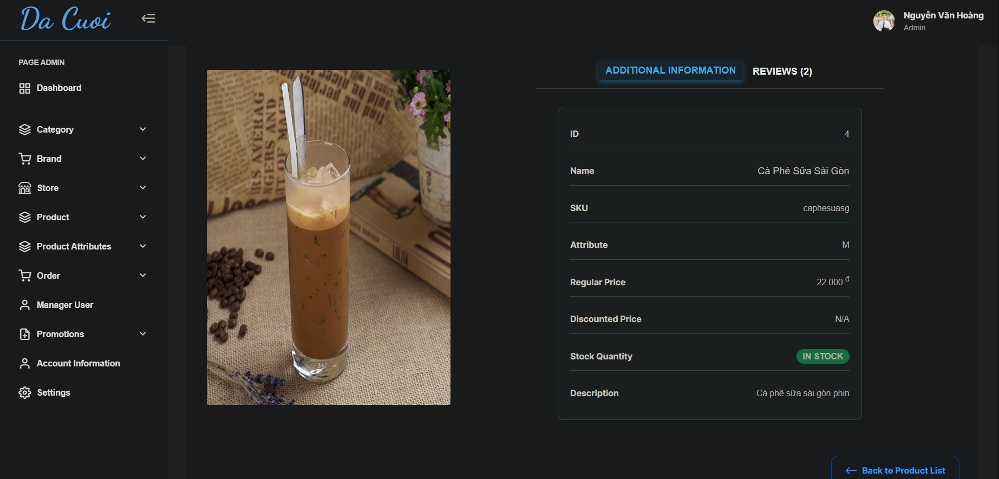 Da Cuoi
Nguyễn Văn Hoàng
Admin
PAGE ADMIN
Dashboard
Category
Brand
Store
Product
Product Attributes
Order
Manager User
Promotions
Account Information
Settings
ADDITIONAL INFORMATION
REVIEWS (2)
ID
4
Name
Cà Phê Sữa Sài Gòn
SKU
caphesuasg
Attribute
M
Regular Price
22.000 đ
Discounted Price
N/A
Stock Quantity
IN STOCK
Description
Cà phê sữa sài gòn phin
Back to Product List
LOLITA